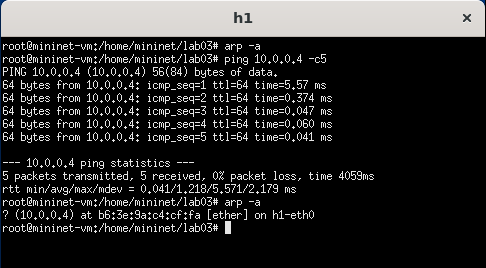 h1
root@mininet-vm:/home/mininet/lab03# arp -a
root@mininet-vm:/home/mininet/lab03# ping 10.0.0.4 -c5
PING 10.0.0.4 (10.0.0.4) 56(84) bytes of data.
64 bytes from 10.0.0.4: icmp_seq=1 ttl=64 time=5.57 ms
64 bytes from 10.0.0.4: icmp_seq=2 ttl=64 time=0.374 ms
64 bytes from 10.0.0.4: icmp_seq=3 ttl=64 time=0.047 ms
64 bytes from 10.0.0.4: icmp_seq=4 ttl=64 time=0.060 ms
64 bytes from 10.0.0.4: icmp_seq=5 ttl=64 time=0.041 ms
--- 10.0.0.4 ping statistics ---
5 packets transmitted, 5 received, 0% packet loss, time 4059ms
rtt min/avg/max/mdev = 0.041/1.218/5.571/2.179 ms
root@mininet-vm:/home/mininet/lab03# arp -a
? (10.0.0.4) at b6:3e:9a:c4:cf:fa [ether] on h1-eth0
root@mininet-vm:/home/mininet/lab03#